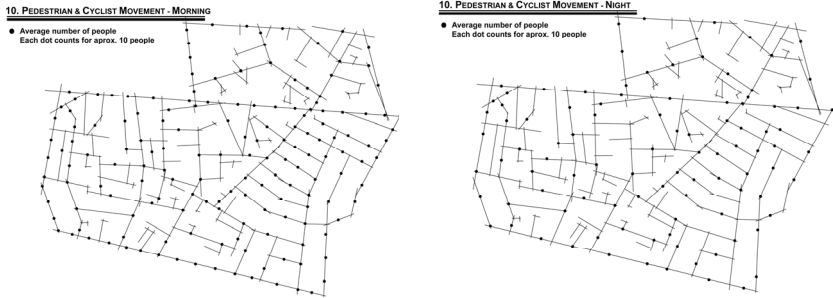 10. PEDESTRIAN & CYCLIST MOVEMENT - MORNING
Average number of people
Each dot counts for aprox. 10 people
10. PEDESTRIAN & CYCLIST MOVEMENT - NIGHT
Average number of people
Each dot counts for aprox. 10 people